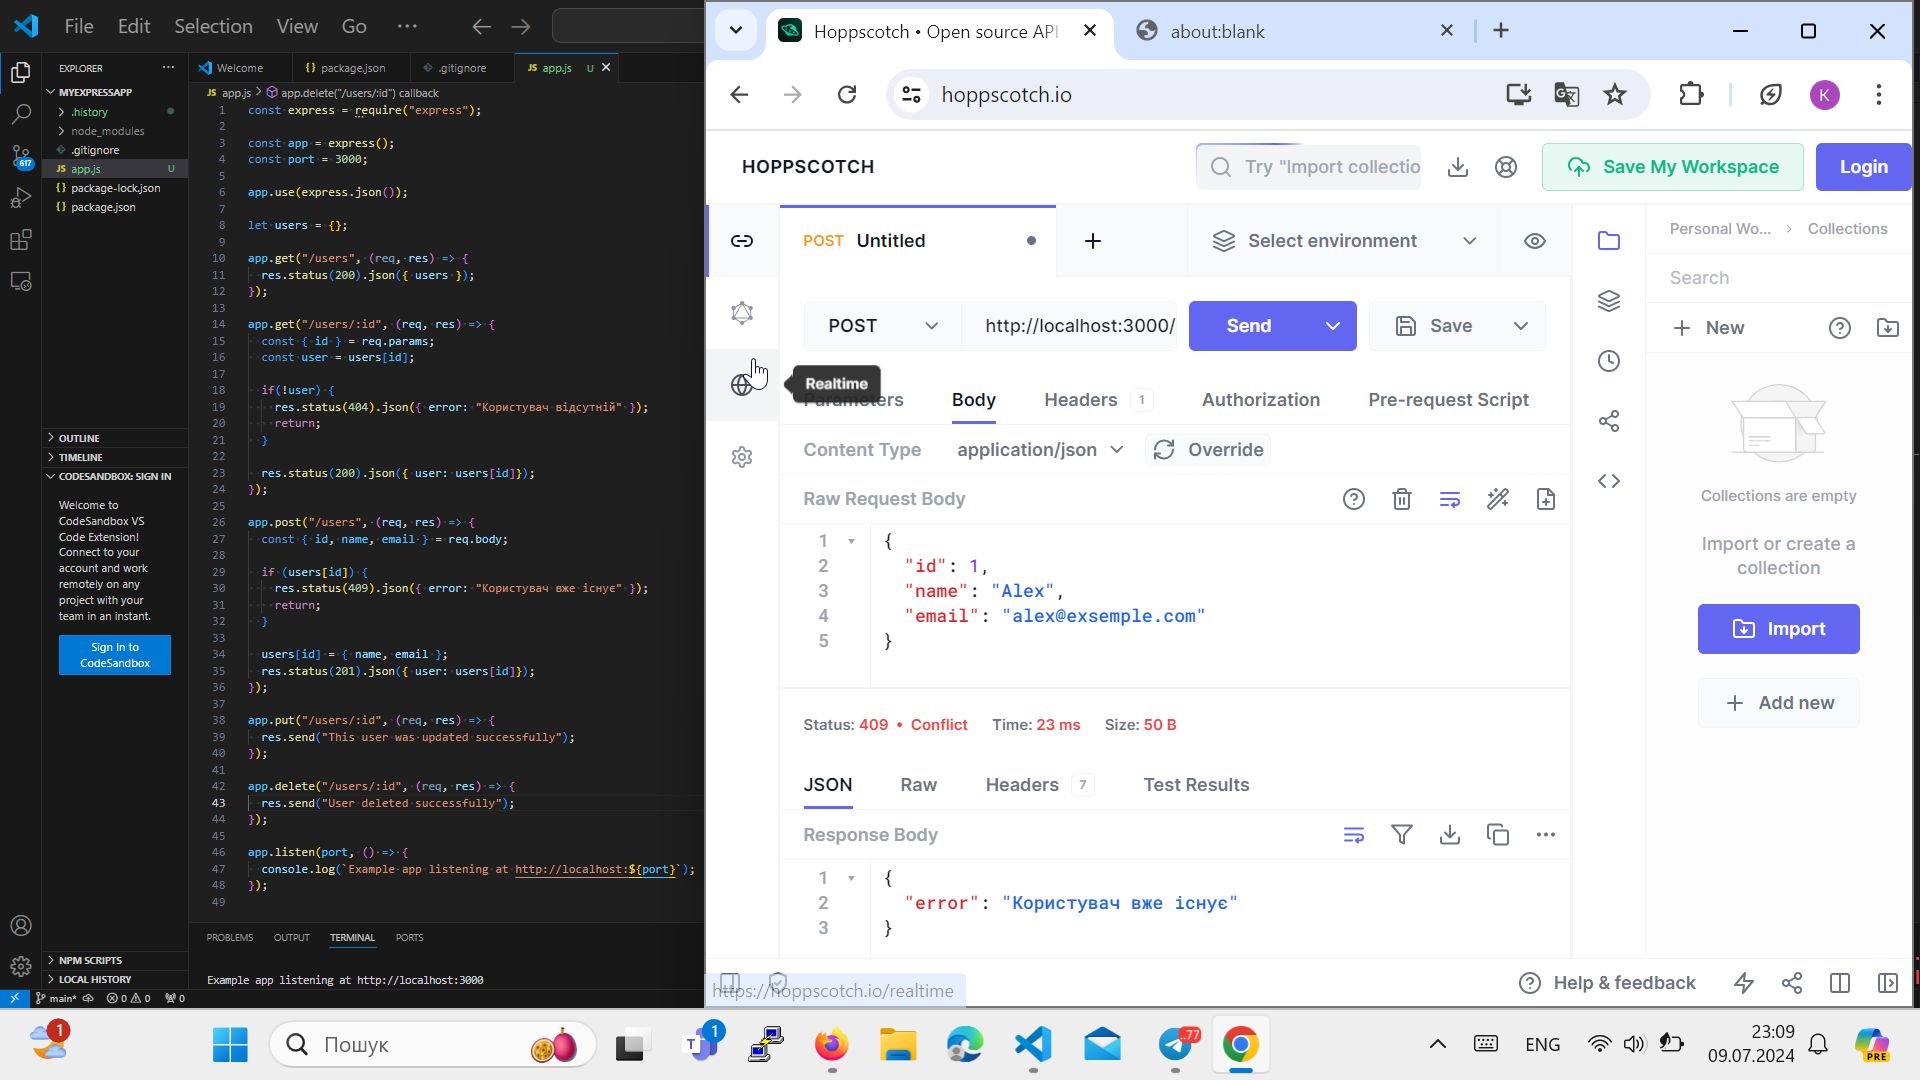 File Edit Selection View Go ···
EXPLORER ···
MYEXPRESSAPP
.history
node_modules
.gitignore
JS app.js U
{} package-lock.json
{} package.json
OUTLINE
TIMELINE
CODESANDBOX: SIGN IN
Welcome to
CodeSandbox VS
Code Extension!
Connect to your
account and work
remotely on any
project with your
team in an instant.
Sign In to
CodeSandbox
NPM SCRIPTS
LOCAL HISTORY
617
Welcome {} package.json .gitignore JS app.js U
JS app.js > app.delete("/users/:id") callback
1 const express = require("express");
2
3 const app = express();
4 const port = 3000;
5
6 app.use(express.json());
7
8 let users = {};
9
10 app.get("/users", (req, res) => {
11 res.status(200).json({ users });
12 });
13
14 app.get("/users/:id", (req, res) => {
15 const { id } = req.params;
16 const user = users[id];
17
18 if(!user) {
19 res.status(404).json({ error: "Користувач відсутній" });
20 return;
21 }
22
23 res.status(200).json({ user: users[id]});
24 });
25
26 app.post("/users", (req, res) => {
27 const { id, name, email } = req.body;
28
29 if (users[id]) {
30 res.status(409).json({ error: "Користувач вже існує" });
31 return;
32 }
33
34 users[id] = { name, email };
35 res.status(201).json({ user: users[id]});
36 });
37
38 app.put("/users/:id", (req, res) => {
39 res.send("This user was updated successfully");
40 });
41
42 app.delete("/users/:id", (req, res) => {
43 res.send("User deleted successfully");
44 });
45
46 app.listen(port, () => {
47 console.log(`Example app listening at http://localhost:${port}`);
48 });
49
PROBLEMS OUTPUT TERMINAL PORTS
Example app listening at http://localhost:3000
main* 0 0 0
Hoppscotch • Open source API
about:blank
hoppscotch.io
K
HOPPSCOTCH
Try "Import collectio
Save My Workspace
Login
POST Untitled
Select environment
POST
http://localhost:3000/
Send
Save
Realtime
Parameters Body Headers 1 Authorization Pre-request Script
Content Type application/json Override
Raw Request Body
1 {
2 "id": 1,
3 "name": "Alex",
4 "email": "alex@exsemple.com"
5 }
Status: 409 • Conflict Time: 23 ms Size: 50 B
JSON Raw Headers 7 Test Results
Response Body
1 {
2 "error": "Користувач вже існує"
3 }
https://hoppscotch.io/realtime
Help & feedback
Personal Wo... > Collections
Search
New
Collections are empty
Import or create a
collection
Import
Add new
1
Пошук
T 1
77
ENG
23:09
09.07.2024
PRE